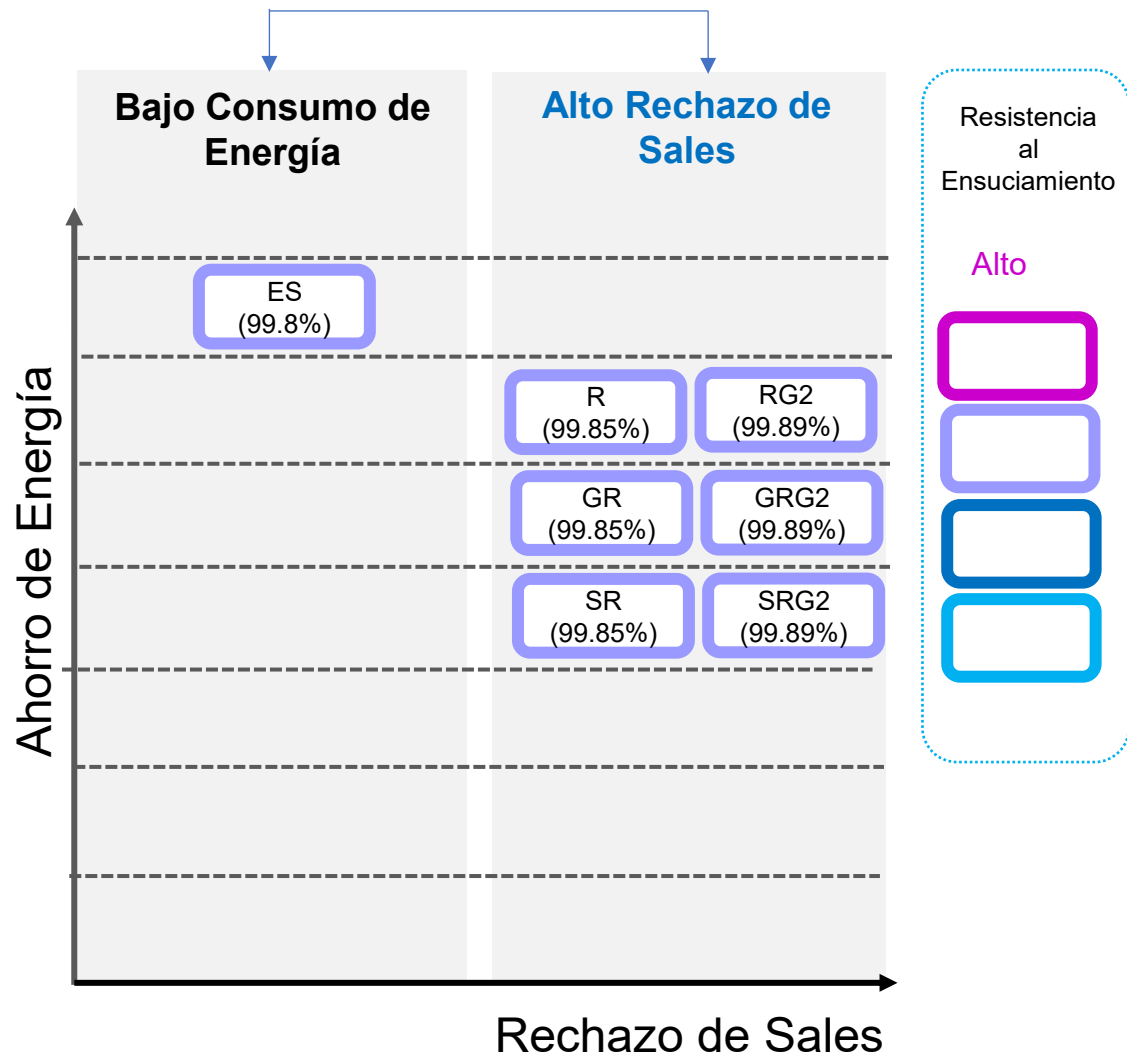 Bajo Consumo de
Energía
Alto Rechazo de
Sales
Resistencia
al
Ensuciamiento
Alto
ES
(99.8%)
R
(99.85%)
RG2
(99.89%)
GR
(99.85%)
GRG2
(99.89%)
SR
(99.85%)
SRG2
(99.89%)
Ahorro de Energía
Rechazo de Sales